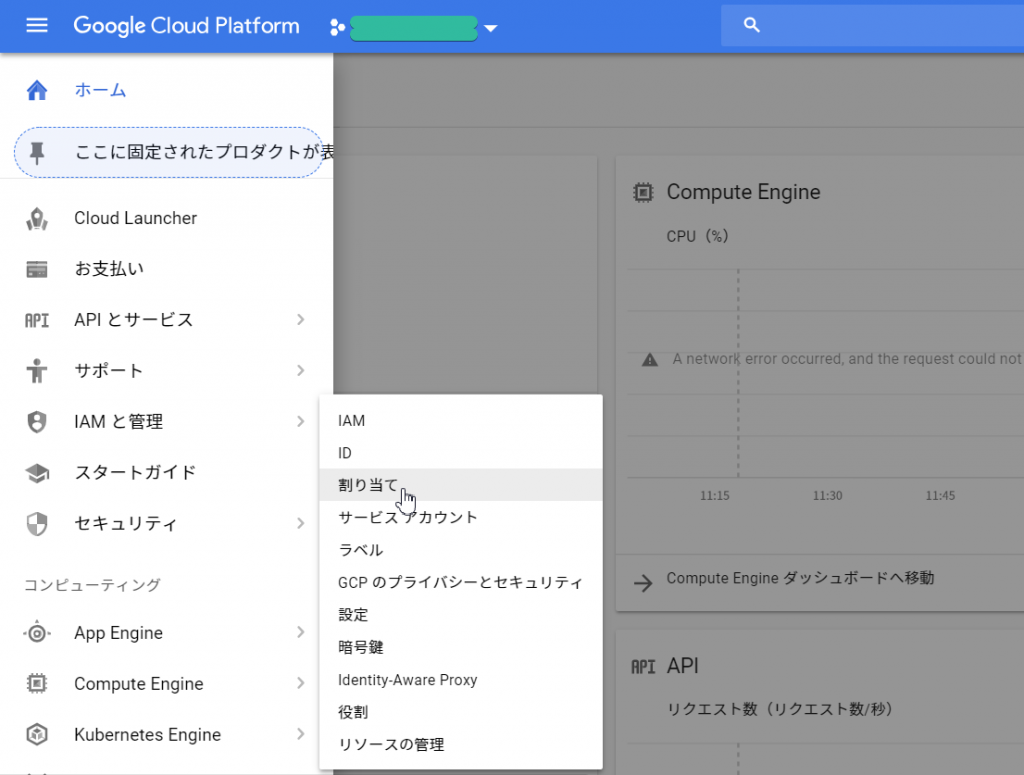 Google Cloud Platform
ホーム
ここに固定されたプロダクトが表
Cloud Launcher
お支払い
API API とサービス
サポート
IAM と管理
スタートガイド
セキュリティ
コンピューティング
App Engine
Compute Engine
Kubernetes Engine
IAM
ID
割り当て
サービス アカウント
ラベル
GCP のプライバシーとセキュリティ
設定
暗号鍵
Identity-Aware Proxy
役割
リソースの管理
Compute Engine
CPU（%）
A network error occurred, and the request could not
11:15 11:30 11:45
Compute Engine ダッシュボードへ移動
API API
リクエスト数（リクエスト数/秒）